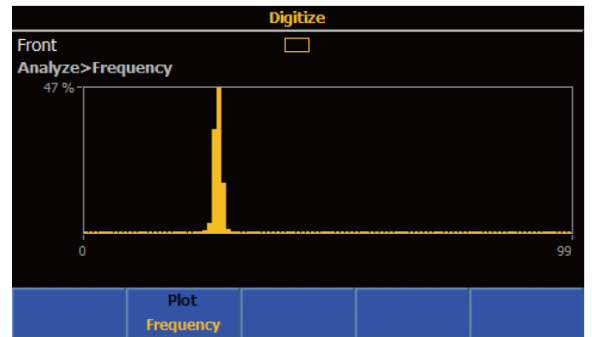 Digitize
Front
Analyze>Frequency
47 %
0
99
Plot
Frequency